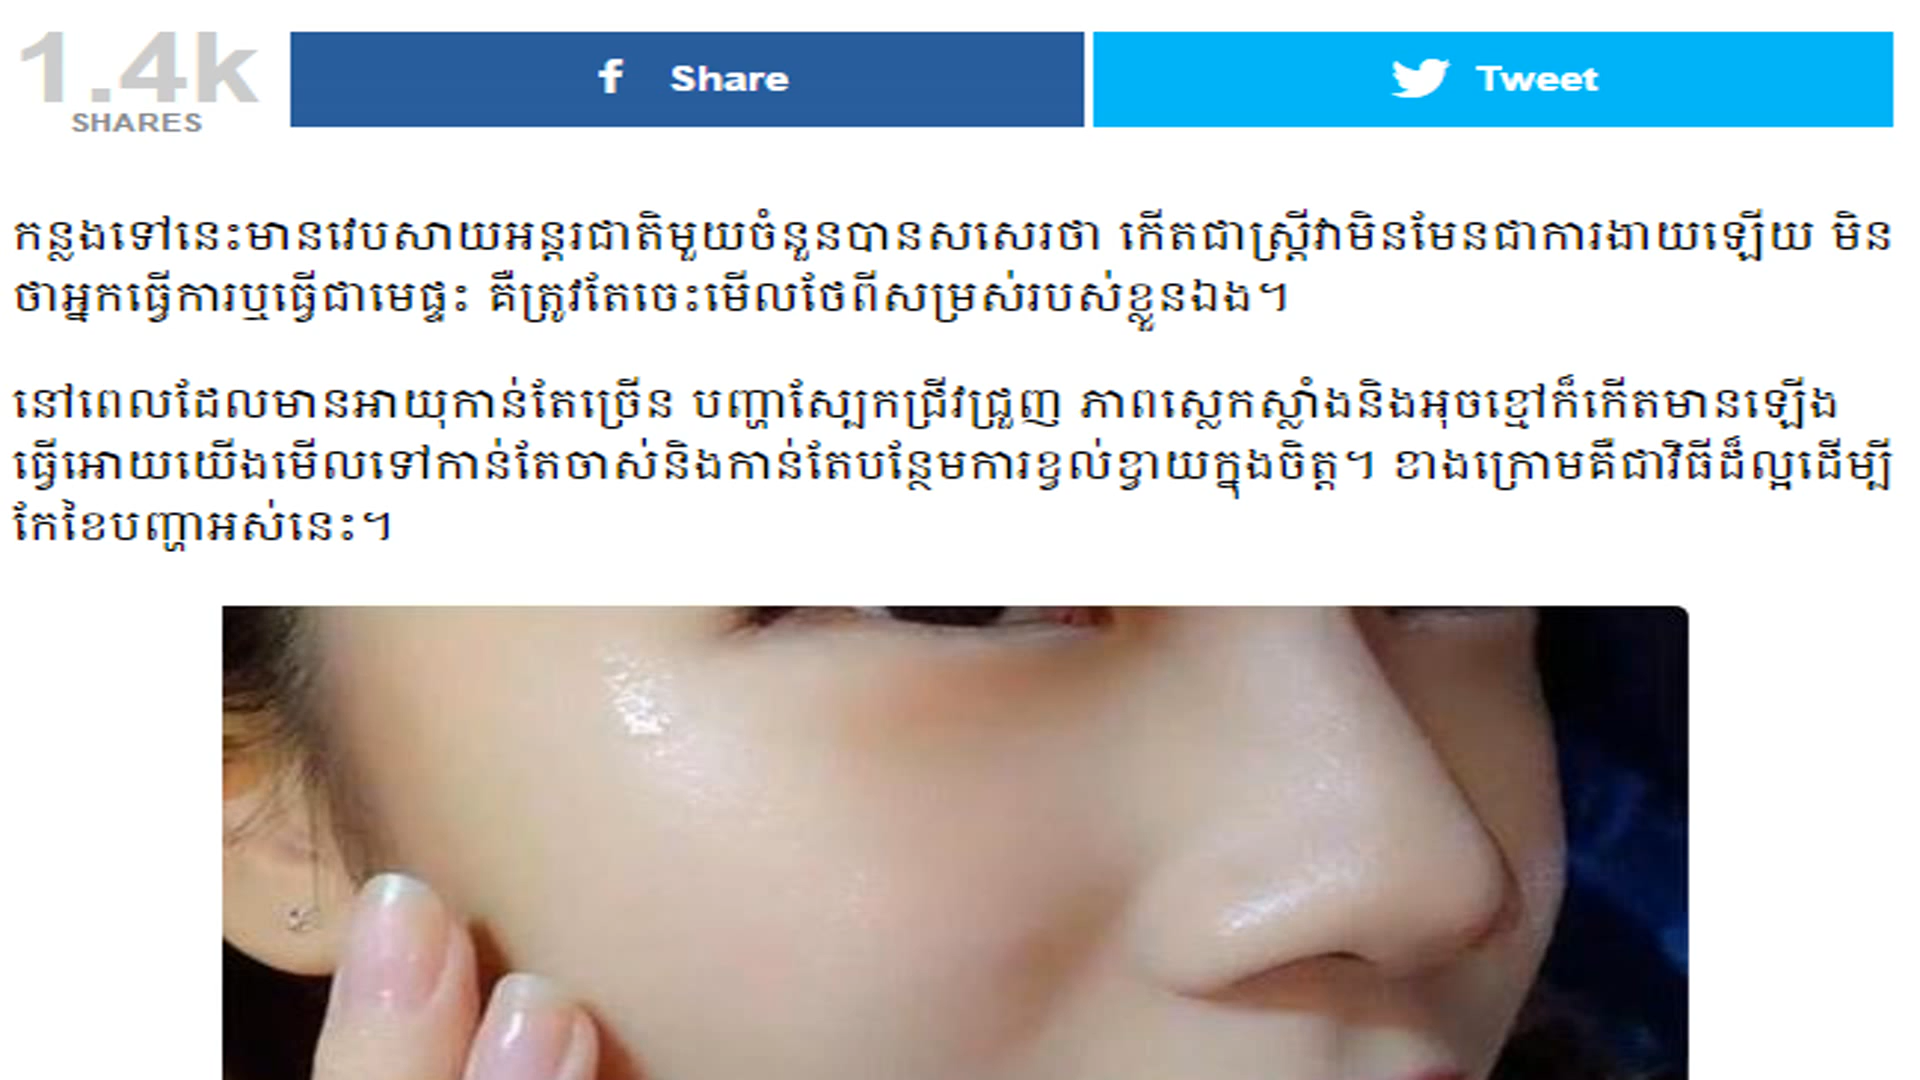 1.4k
SHARES
Share
Tweet
កន្លងទៅនេះមានវេបសាយអន្តរជាតិមួយចំនួនបានសសេរថា កើតជាស្ត្រីវាមិនមែនជាការងាយឡើយ មិន
ថាអ្នកធ្វើការឬធ្វើជាមេផ្ទះ គឺត្រូវតែចេះមើលថែពីសម្រស់របស់ខ្លួនឯង។
នៅពេលដែលមានអាយុកាន់តែច្រើន បញ្ហាស្បែកជ្រីវជ្រួញ ភាពស្លេកស្លាំងនិងអុចខ្មៅក៏កើតមានឡើង
ធ្វើអោយយើងមើលទៅកាន់តែចាស់និងកាន់តែបន្ថែមការខ្វល់ខ្វាយក្នុងចិត្ត។ ខាងក្រោមគឺជាវិធីដ៏ល្អដើម្បី
កែខៃបញ្ហាអស់នេះ។